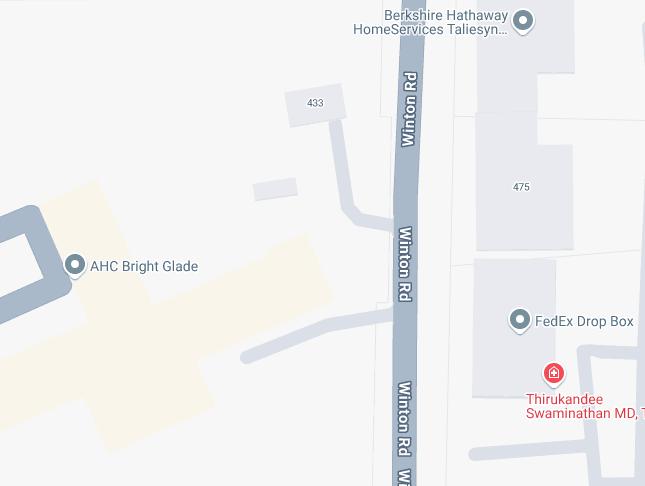 Berkshire Hathaway
HomeServices Taliesyn...
Winton Rd
433
475
Winton Rd
AHC Bright Glade
FedEx Drop Box
Thirukandee
Swaminathan MD,
Winton Rd